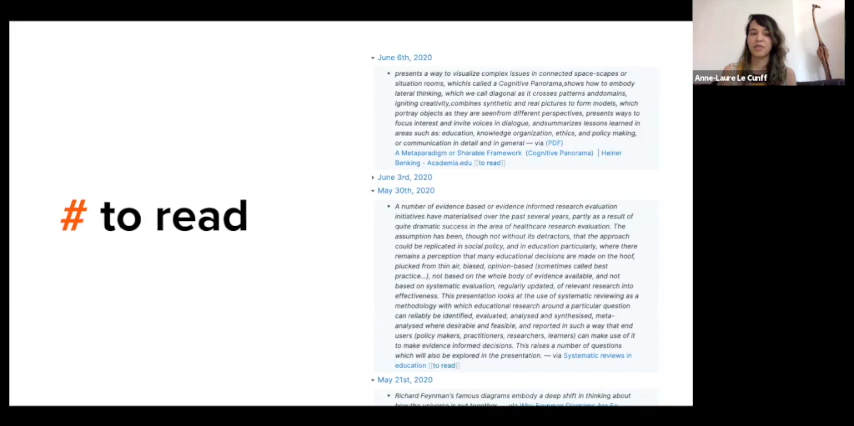 Anne-Laure Le Cunff
# to read
June 6th, 2020
presents a way to visualize complex issues in connected space-scapes or
situation rooms, whichis called a Cognitive Panorama,shows how to embody
lateral thinking, which we call diagonal as it crosses patterns anddomains,
igniting creativity,combines synthetic and real pictures to form models, which
portray objects as they are seenfrom different perspectives, presents ways to
focus interest and invite voices in dialogue, andsummarizes lessons learned in
areas such as: education, knowledge organization, ethics, and policy making,
or communication in detail and in general — via (PDF)
A Metaparadigm or Sharable Framework (Cognitive Panorama) | Heiner
Benking - Academia.edu [[to read]]
June 3rd, 2020
May 30th, 2020
A number of evidence based or evidence informed research evaluation
initiatives have materialised over the past several years, partly as a result of
quite dramatic success in the area of healthcare research evaluation. The
assumption has been, though not without its detractors, that the approach
could be replicated in social policy, and in education particularly, where there
remains a perception that many educational decisions are made on the hoof,
plucked from thin air, biased, opinion-based (sometimes called best
practice...), not based on the whole body of evidence available, and not
based on systematic evaluation, regularly updated, of relevant research into
effectiveness. This presentation looks at the use of systematic reviewing as a
methodology with which educational research around a particular question
can reliably be identified, evaluated, analysed and synthesised, meta-
analysed where desirable and feasible, and reported in such a way that end
users (policy makers, practitioners, researchers, learners) can make use of it
to make evidence informed decisions. This raises a number of questions
which will also be explored in the presentation. — via Systematic reviews in
education [[to read]]
May 21st, 2020
Richard Feynman's famous diagrams embody a deep shift in thinking about
how the universe is put together — via Why Feynman Diagrams Are So